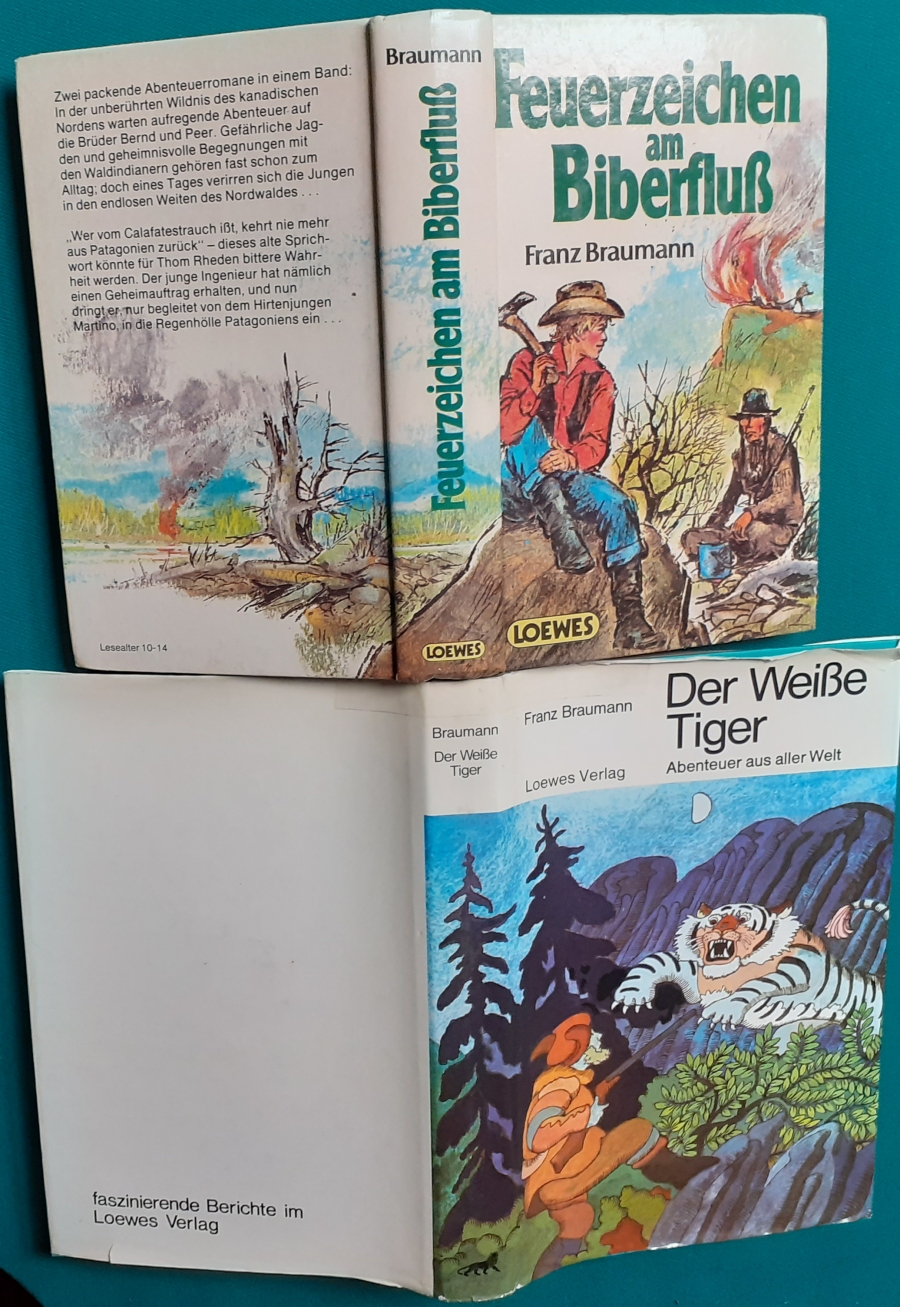 Zwei packende Abenteuerromane in einem Band:
In der unberührten Wildnis des kanadischen
Nordens warten aufregende Abenteuer auf
die Brüder Bernd und Peer. Gefährliche Jag-
den und geheimnisvolle Begegnungen mit
den Waldindianern gehören fast schon zum
Alltag; doch eines Tages verirren sich die Jungen
in den endlosen Weiten des Nordwaldes . . .
„Wer vom Calafatestrauch ißt, kehrt nie mehr
aus Patagonien zurück“ – dieses alte Sprich-
wort könnte für Thom Rheden bittere Wahr-
heit werden. Der junge Ingenieur hat nämlich
einen Geheimauftrag erhalten, und nun
dringt er, nur begleitet von dem Hirtenjungen
Martino, in die Regenhölle Patagoniens ein . . .
Lesealter 10-14
Braumann
Feuerzeichen am Biberfluß
LOEWES
Feuerzeichen
am
Biberfluß
Franz Braumann
LOEWES
faszinierende Berichte im
Loewes Verlag
Braumann
Der Weiße
Tiger
Franz Braumann
Loewes Verlag
Der Weiße
Tiger
Abenteuer aus aller Welt